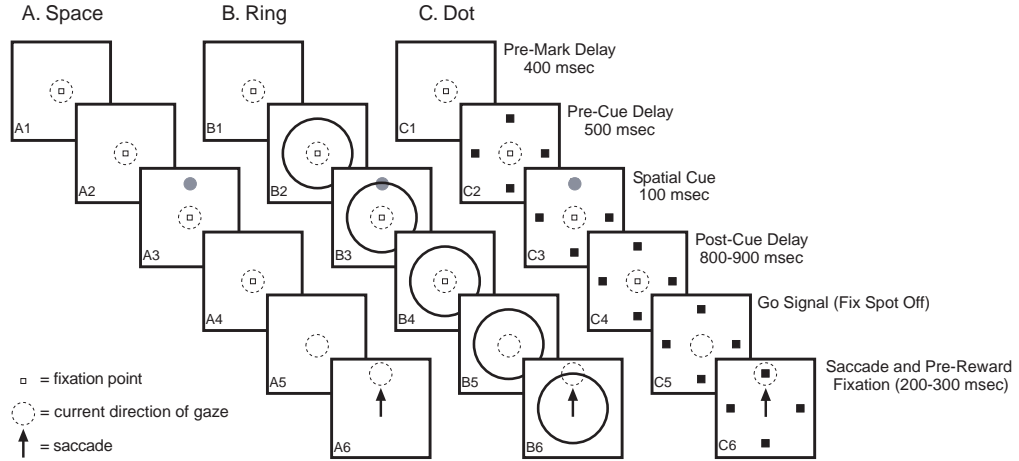 A. Space
B. Ring
C. Dot
Pre-Mark Delay
400 msec
A1
B1
C1
Pre-Cue Delay
500 msec
A2
B2
C2
Spatial Cue
100 msec
A3
B3
C3
Post-Cue Delay
800-900 msec
A4
B4
C4
Go Signal (Fix Spot Off)
A5
B5
C5
Saccade and Pre-Reward
Fixation (200-300 msec)
A6
B6
C6
= fixation point
= current direction of gaze
= saccade